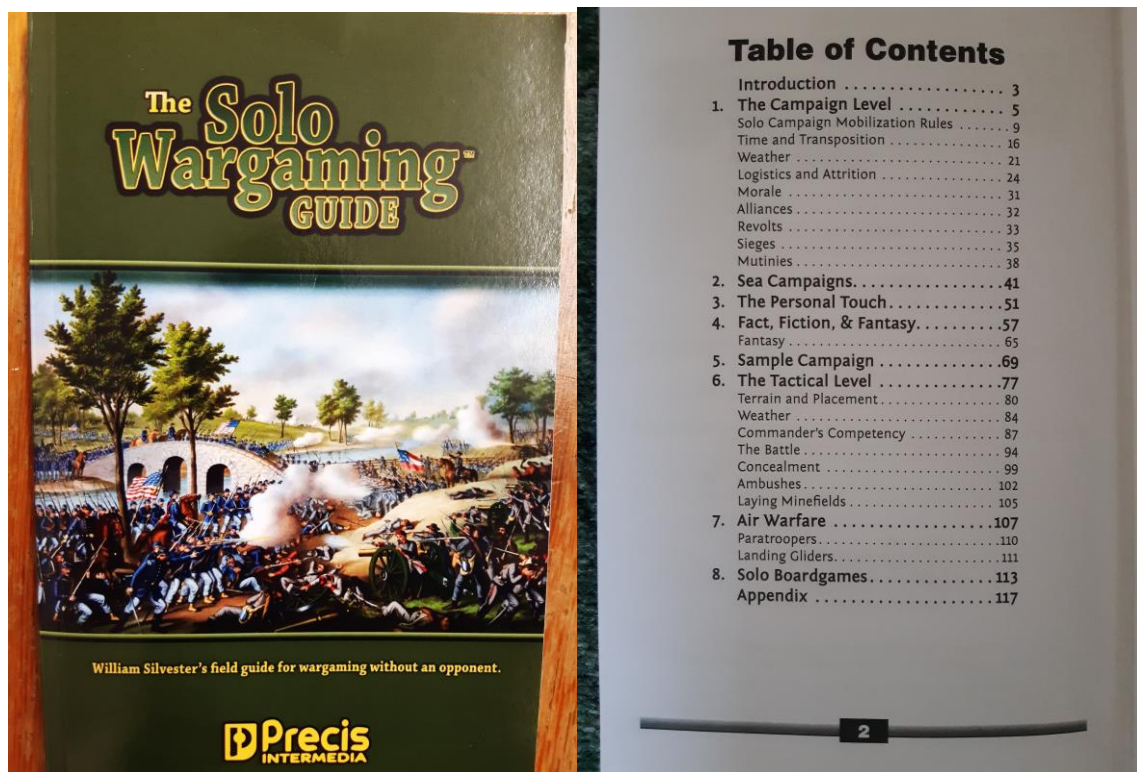 The Solo
Wargaming™
GUIDE
William Silvester's field guide for wargaming without an opponent.
Precis
INTERMEDIA
Table of Contents
Introduction . . . . . . . . . . . . . . . . . . . . 3
1. The Campaign Level . . . . . . . . . . . . . 5
Solo Campaign Mobilization Rules . . . . . . . 9
Time and Transposition . . . . . . . . . . . . . . . . . 16
Weather . . . . . . . . . . . . . . . . . . . . . . . . . . . . . 21
Logistics and Attrition . . . . . . . . . . . . . . . . . . 24
Morale . . . . . . . . . . . . . . . . . . . . . . . . . . . . . . 31
Alliances . . . . . . . . . . . . . . . . . . . . . . . . . . . . . 32
Revolts . . . . . . . . . . . . . . . . . . . . . . . . . . . . . . 33
Sieges . . . . . . . . . . . . . . . . . . . . . . . . . . . . . . 35
Mutinies . . . . . . . . . . . . . . . . . . . . . . . . . . . . . 38
2. Sea Campaigns. . . . . . . . . . . . . . . . . . .41
3. The Personal Touch . . . . . . . . . . . . . . 51
4. Fact, Fiction, & Fantasy. . . . . . . . . . .57
Fantasy . . . . . . . . . . . . . . . . . . . . . . . . . . . . . 65
5. Sample Campaign . . . . . . . . . . . . . . . .69
6. The Tactical Level . . . . . . . . . . . . . . . .77
Terrain and Placement . . . . . . . . . . . . . . . . . . 80
Weather . . . . . . . . . . . . . . . . . . . . . . . . . . . . . 84
Commander's Competency . . . . . . . . . . . . . . 87
The Battle . . . . . . . . . . . . . . . . . . . . . . . . . . . . 94
Concealment . . . . . . . . . . . . . . . . . . . . . . . . . 99
Ambushes . . . . . . . . . . . . . . . . . . . . . . . . . . . 102
Laying Minefields . . . . . . . . . . . . . . . . . . . . . 105
7. Air Warfare . . . . . . . . . . . . . . . . . . . . .107
Paratroopers. . . . . . . . . . . . . . . . . . . . . . . . . .110
Landing Gliders. . . . . . . . . . . . . . . . . . . . . . . 111
8. Solo Boardgames. . . . . . . . . . . . . . . . 113
Appendix . . . . . . . . . . . . . . . . . . . . . . . 117
2